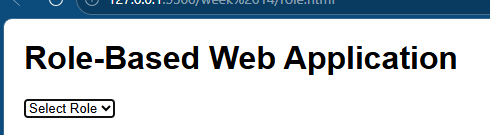 127.0.0.1:5500/week%2014/role.html
Role-Based Web Application
Select Role